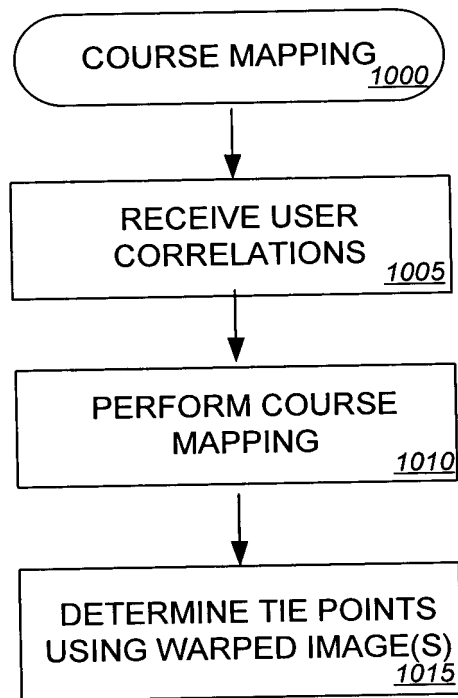 COURSE MAPPING
1000
RECEIVE USER
CORRELATIONS
1005
PERFORM COURSE
MAPPING
1010
DETERMINE TIE POINTS
USING WARPED IMAGE(S)
1015